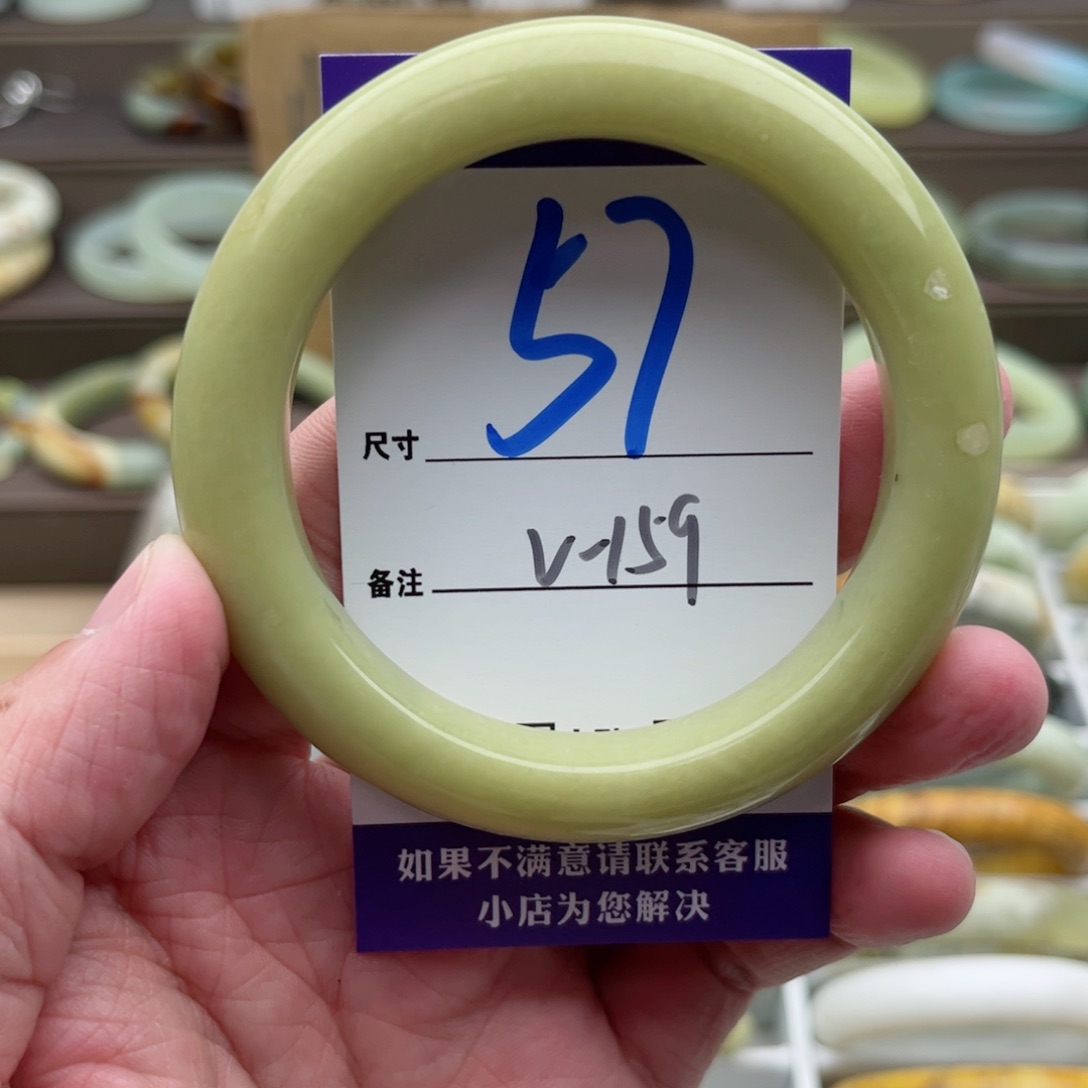 57
尺寸
V-159
备注
如果不满意请联系客服
小店为您解决